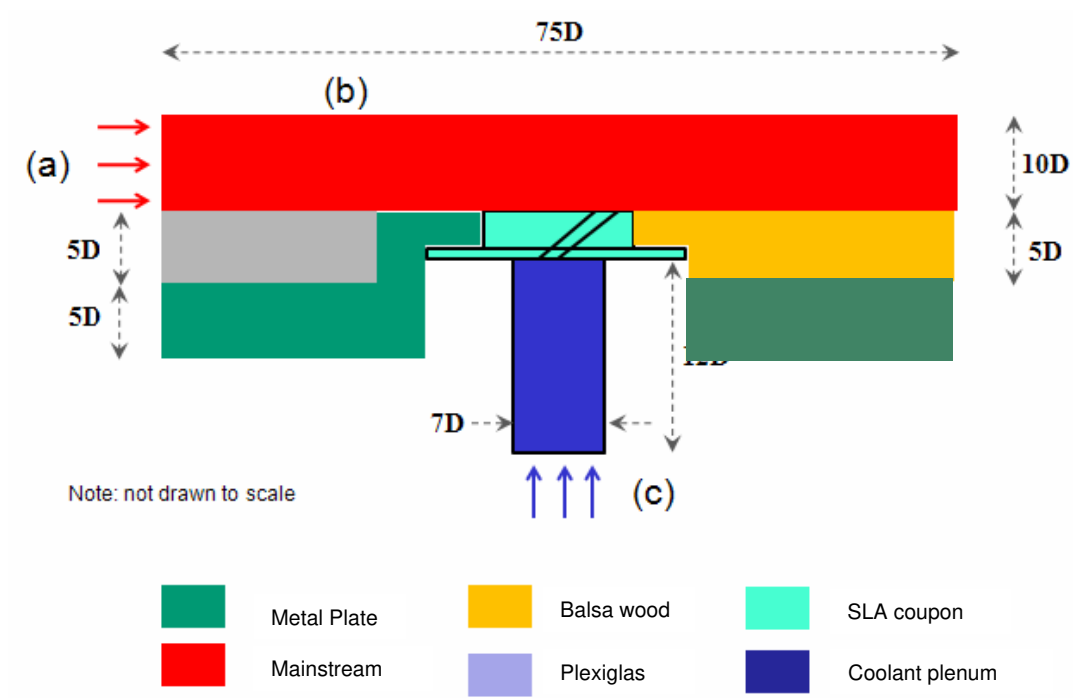 75D
(b)
(a)
10D
5D
5D
5D
7D
Note: not drawn to scale
(c)
Metal Plate
Balsa wood
SLA coupon
Mainstream
Plexiglas
Coolant plenum